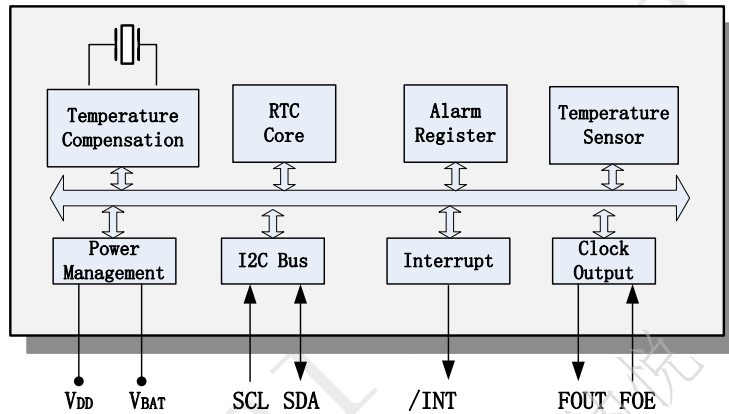 Temperature
Compensation
RTC
Core
Alarm
Register
Temperature
Sensor
Power
Management
I2C Bus
Interrupt
Clock
Output
VDD
VBAT
SCL
SDA
/INT
FOUT
FOE